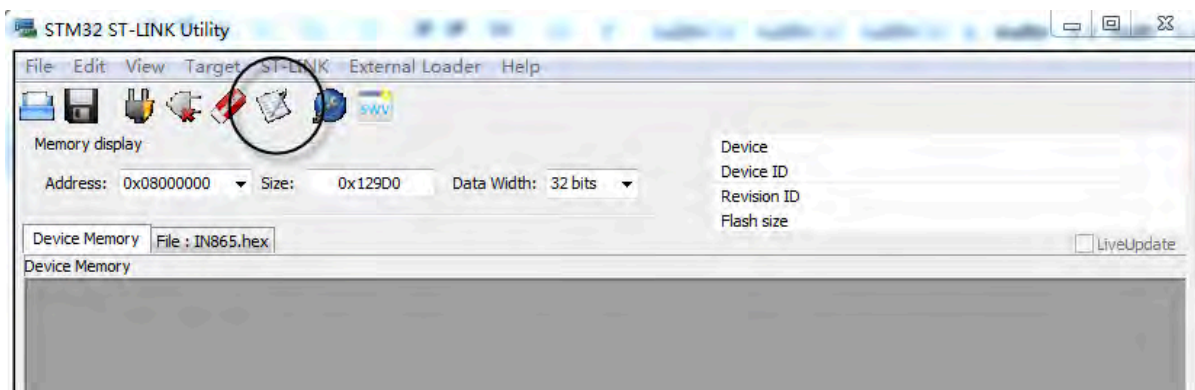 STM32 ST-LINK Utility
File Edit View Target ST-LINK External Loader Help
SWV
Memory display
Address: 0x08000000 Size: 0x129D0 Data Width: 32 bits
Device
Device ID
Revision ID
Flash size
Device Memory File : IN865.hex
LiveUpdate
Device Memory